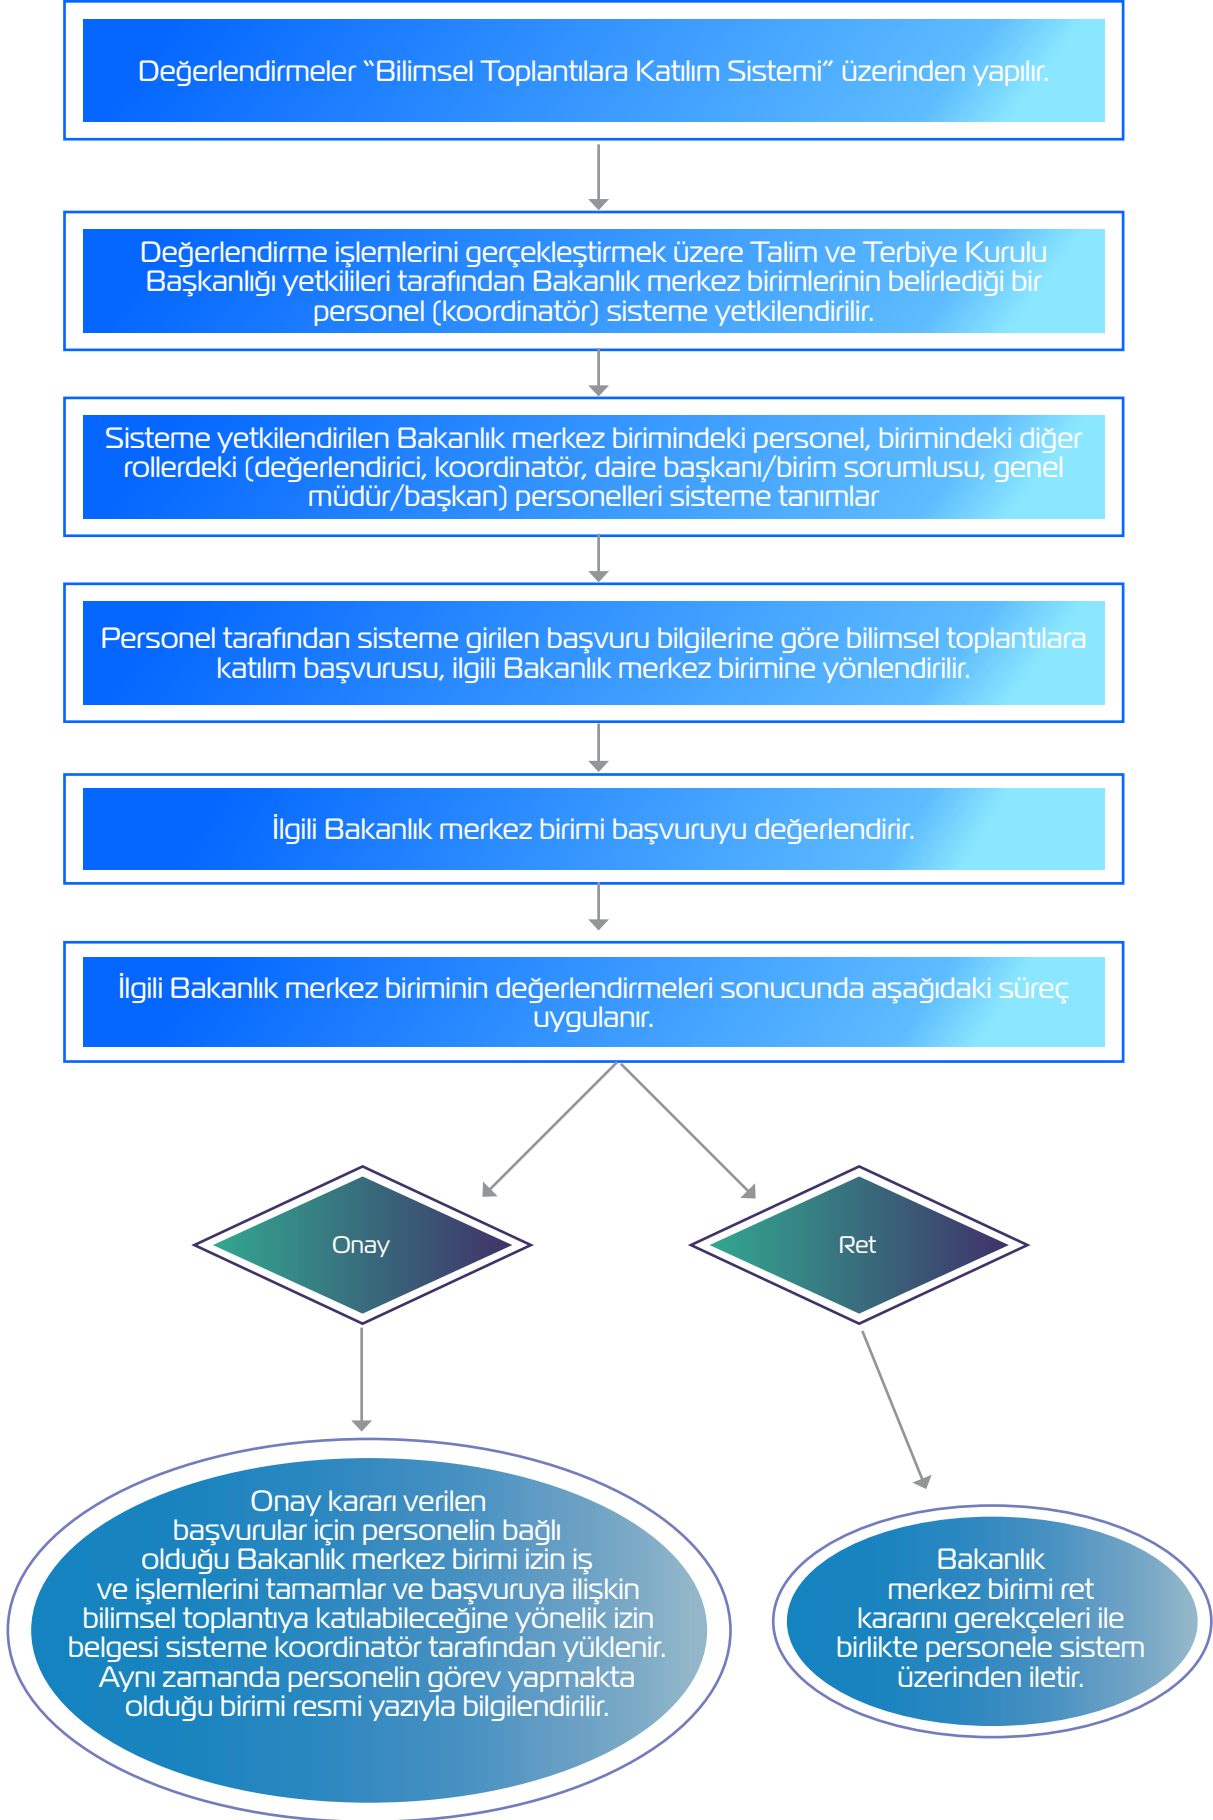 Değerlendirmeler “Bilimsel Toplantılara Katılım Sistemi” üzerinden yapılır.
Değerlendirme işlemlerini gerçekleştirmek üzere Talim ve Terbiye Kurulu
Başkanlığı yetkilileri tarafından Bakanlık merkez birimlerinin belirlediği bir
personel (koordinatör) sisteme yetkilendirilir.
Sisteme yetkilendirilen Bakanlık merkez birimindeki personel, birimindeki diğer
rollerdeki (değerlendirici, koordinatör, daire başkanı/birim sorumlusu, genel
müdür/başkan) personelleri sisteme tanımlar
Personel tarafından sisteme girilen başvuru bilgilerine göre bilimsel toplantılara
katılım başvurusu, ilgili Bakanlık merkez birimine yönlendirilir.
İlgili Bakanlık merkez birimi başvuruyu değerlendirir.
İlgili Bakanlık merkez biriminin değerlendirmeleri sonucunda aşağıdaki süreç
uygulanır.
Onay
Ret
Onay kararı verilen
başvurular için personelin bağlı
olduğu Bakanlık merkez birimi izin iş
ve işlemlerini tamamlar ve başvuruya ilişkin
bilimsel toplantıya katılabileceğine yönelik izin
belgesi sisteme koordinatör tarafından yüklenir.
Aynı zamanda personelin görev yapmakta
olduğu birimi resmi yazıyla bilgilendirilir.
Bakanlık
merkez birimi ret
kararını gerekçeleri ile
birlikte personele sistem
üzerinden iletir.